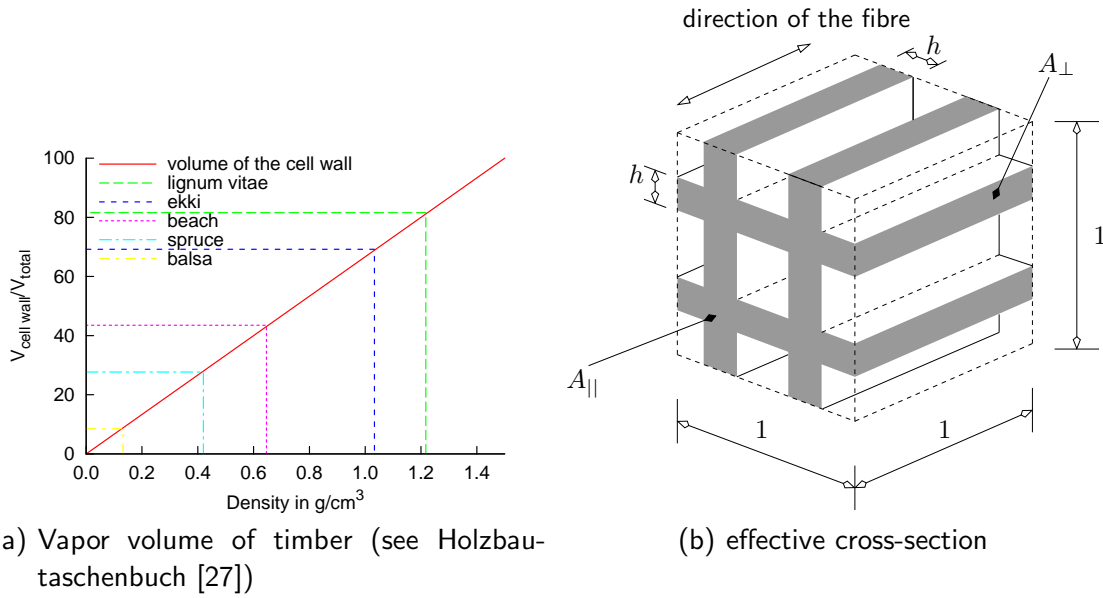 direction of the fibre
h
A⊥
h
1
A||
1
1
100
80
60
40
20
0
V cell wall/V total
volume of the cell wall
lignum vitae
ekki
beach
spruce
balsa
0.0 0.2 0.4 0.6 0.8 1.0 1.2 1.4
Density in g/cm³
a) Vapor volume of timber (see Holzbau-
taschenbuch [27])
(b) effective cross-section